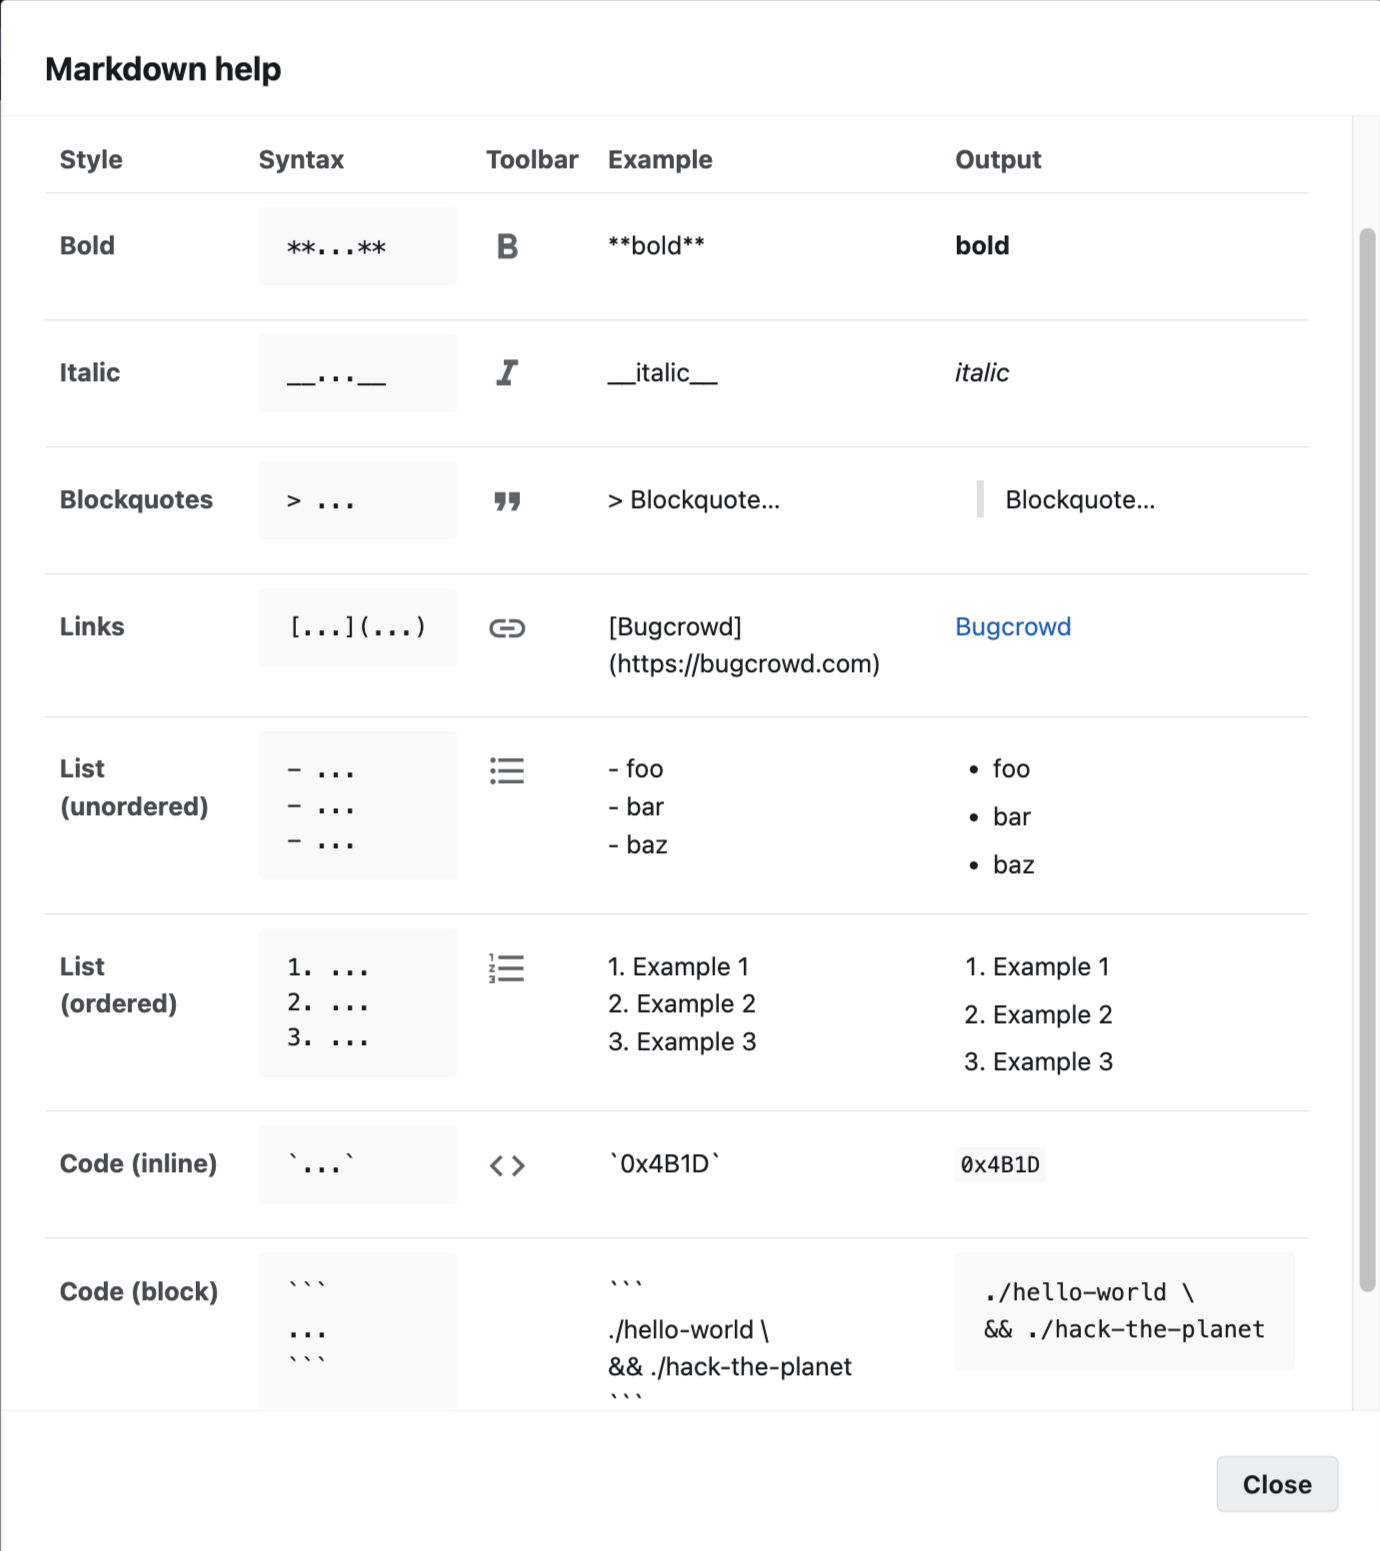 Markdown help
Style Syntax Toolbar Example Output
Bold **...** B **bold** bold
Italic __...__ I __italic__ italic
Blockquotes > ... > Blockquote... Blockquote...
Links [...](...) [Bugcrowd] Bugcrowd
(https://bugcrowd.com)
List - ... - foo • foo
(unordered) - ... - bar • bar
- ... - baz • baz
List 1. ... 1. Example 1 1. Example 1
(ordered) 2. ... 2. Example 2 2. Example 2
3. ... 3. Example 3 3. Example 3
Code (inline) `...` <> `0x4B1D` 0x4B1D
Code (block) ``` ``` ./hello-world \
... ./hello-world \ && ./hack-the-planet
``` && ./hack-the-planet
```
Close